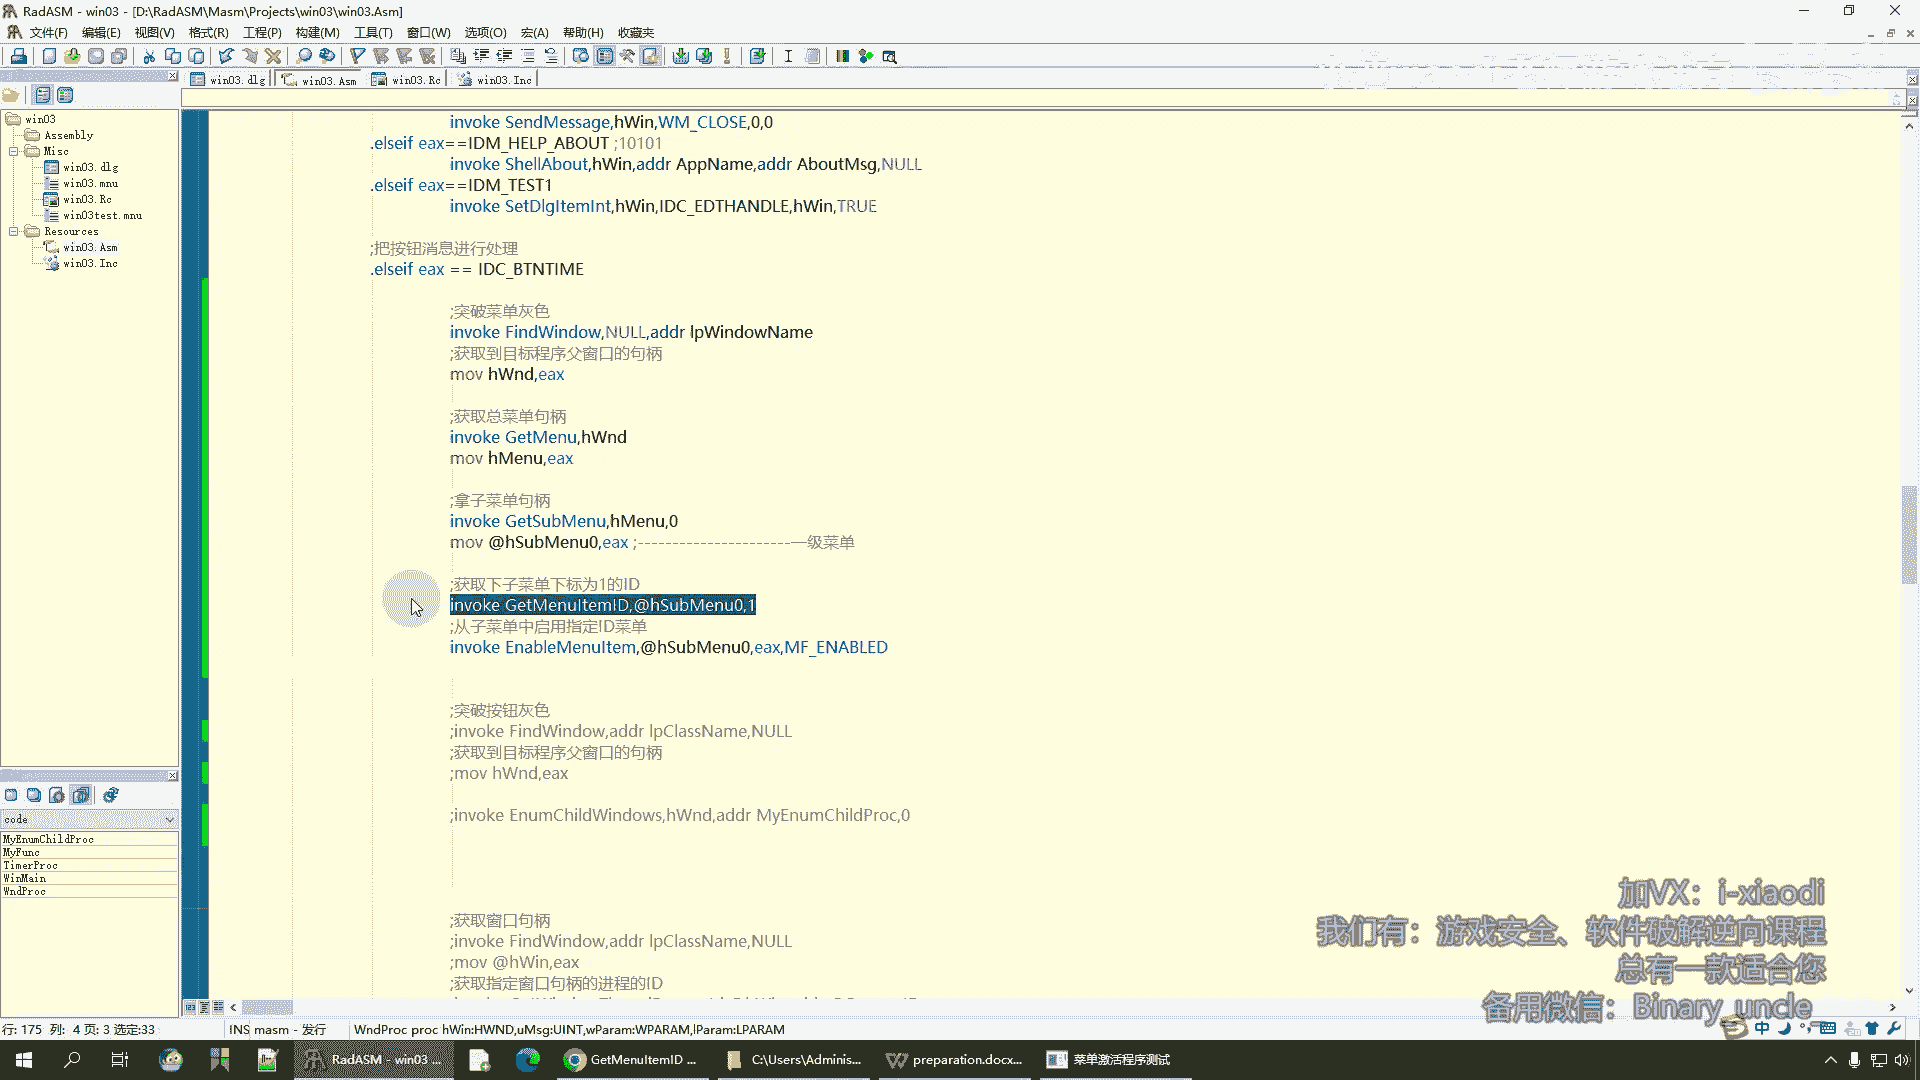 RadASM - win03 - [D:\RadASM\Masm\Projects\win03\win03.Asm]
文件(F) 编辑(E) 视图(V) 格式(R) 工程(P) 构建(M) 工具(T) 窗口(W) 选项(O) 宏(A) 帮助(H) 收藏夹
win03.dlg win03.Asm win03.Rc win03.Inc
win03
Assembly
Misc
win03.dlg
win03.mnu
win03.Rc
win03test.mnu
Resources
win03.Asm
win03.Inc
code
MyEnumChildProc
MyFunc
TimerProc
WinMain
WndProc
invoke SendMessage,hWin,WM_CLOSE,0,0
.elseif eax==IDM_HELP_ABOUT ;10101
invoke ShellAbout,hWin,addr AppName,addr AboutMsg,NULL
.elseif eax==IDM_TEST1
invoke SetDlgItemInt,hWin,IDC_EDTHANDLE,hWin,TRUE
;把按钮消息进行处理
.elseif eax == IDC_BTNTIME
;突破菜单灰色
invoke FindWindow,NULL,addr lpWindowName
;获取到目标程序父窗口的句柄
mov hWnd,eax
;获取总菜单句柄
invoke GetMenu,hWnd
mov hMenu,eax
;拿子菜单句柄
invoke GetSubMenu,hMenu,0
mov @hSubMenu0,eax ;----------------------一级菜单
;获取下子菜单下标为1的ID
invoke GetMenuItemID,@hSubMenu0,1
;从子菜单中启用指定ID菜单
invoke EnableMenuItem,@hSubMenu0,eax,MF_ENABLED
;突破按钮灰色
;invoke FindWindow,addr lpClassName,NULL
;获取到目标程序父窗口的句柄
;mov hWnd,eax
;invoke EnumChildWindows,hWnd,addr MyEnumChildProc,0
;获取窗口句柄
;invoke FindWindow,addr lpClassName,NULL
;mov @hWin,eax
;获取指定窗口句柄的进程的ID
加VX：i-xiaodi
我们有：游戏安全、软件破解逆向课程
总有一款适合您
备用微信：Binary_uncle
行: 175 列: 4 页: 3 选定:33 INS masm - 发行 WndProc proc hWin:HWND,uMsg:UINT,wParam:WPARAM,lParam:LPARAM
中
RadASM - win03 ... GetMenuItemID ... C:\Users\Adminis... preparation.docx... 菜单激活程序测试